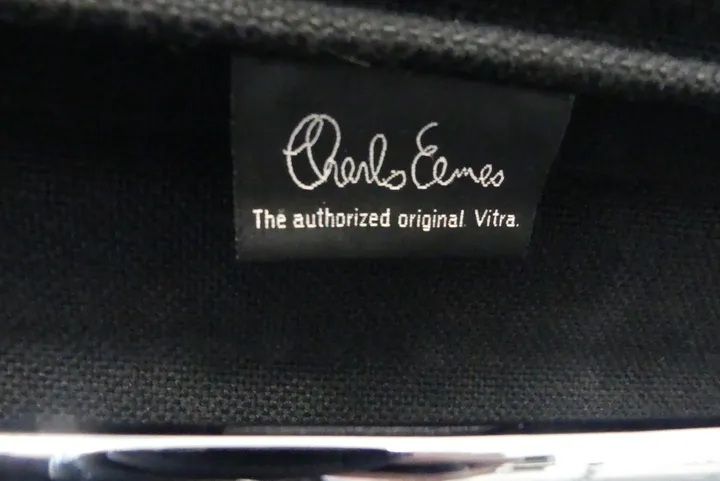 Charles Eames
The authorized original. Vitra.